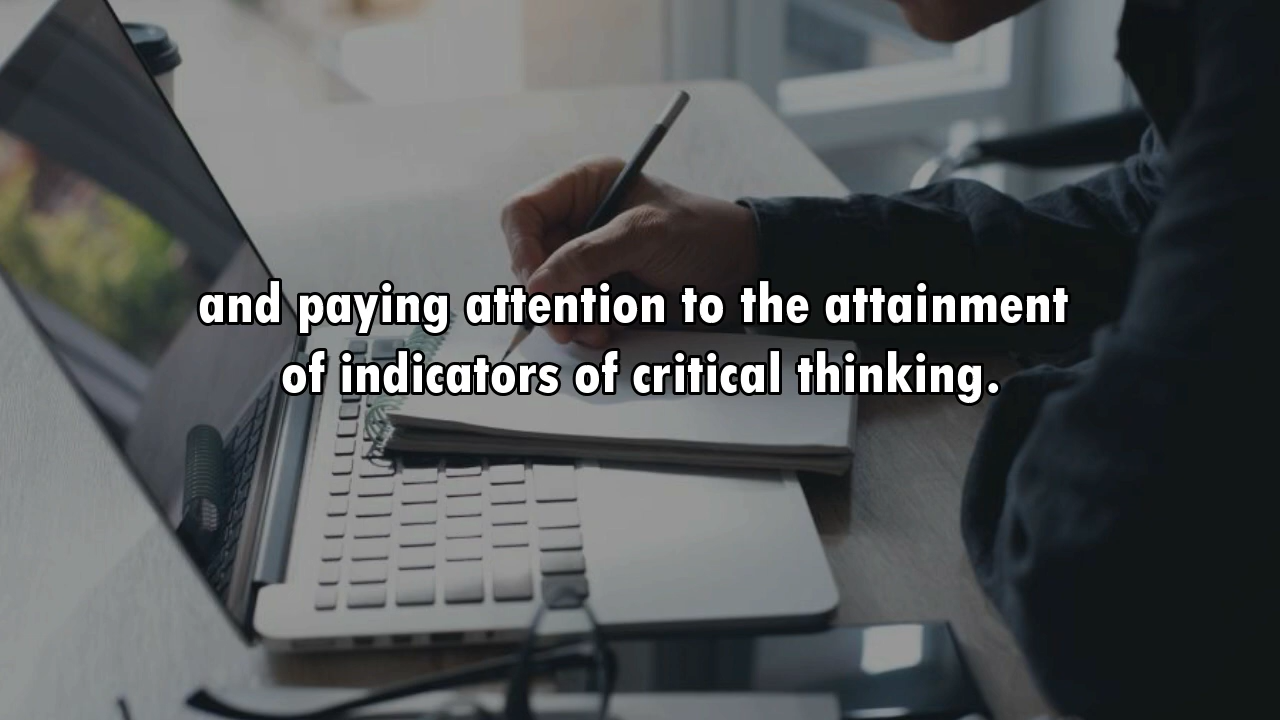 and paying attention to the attainment
of indicators of critical thinking.